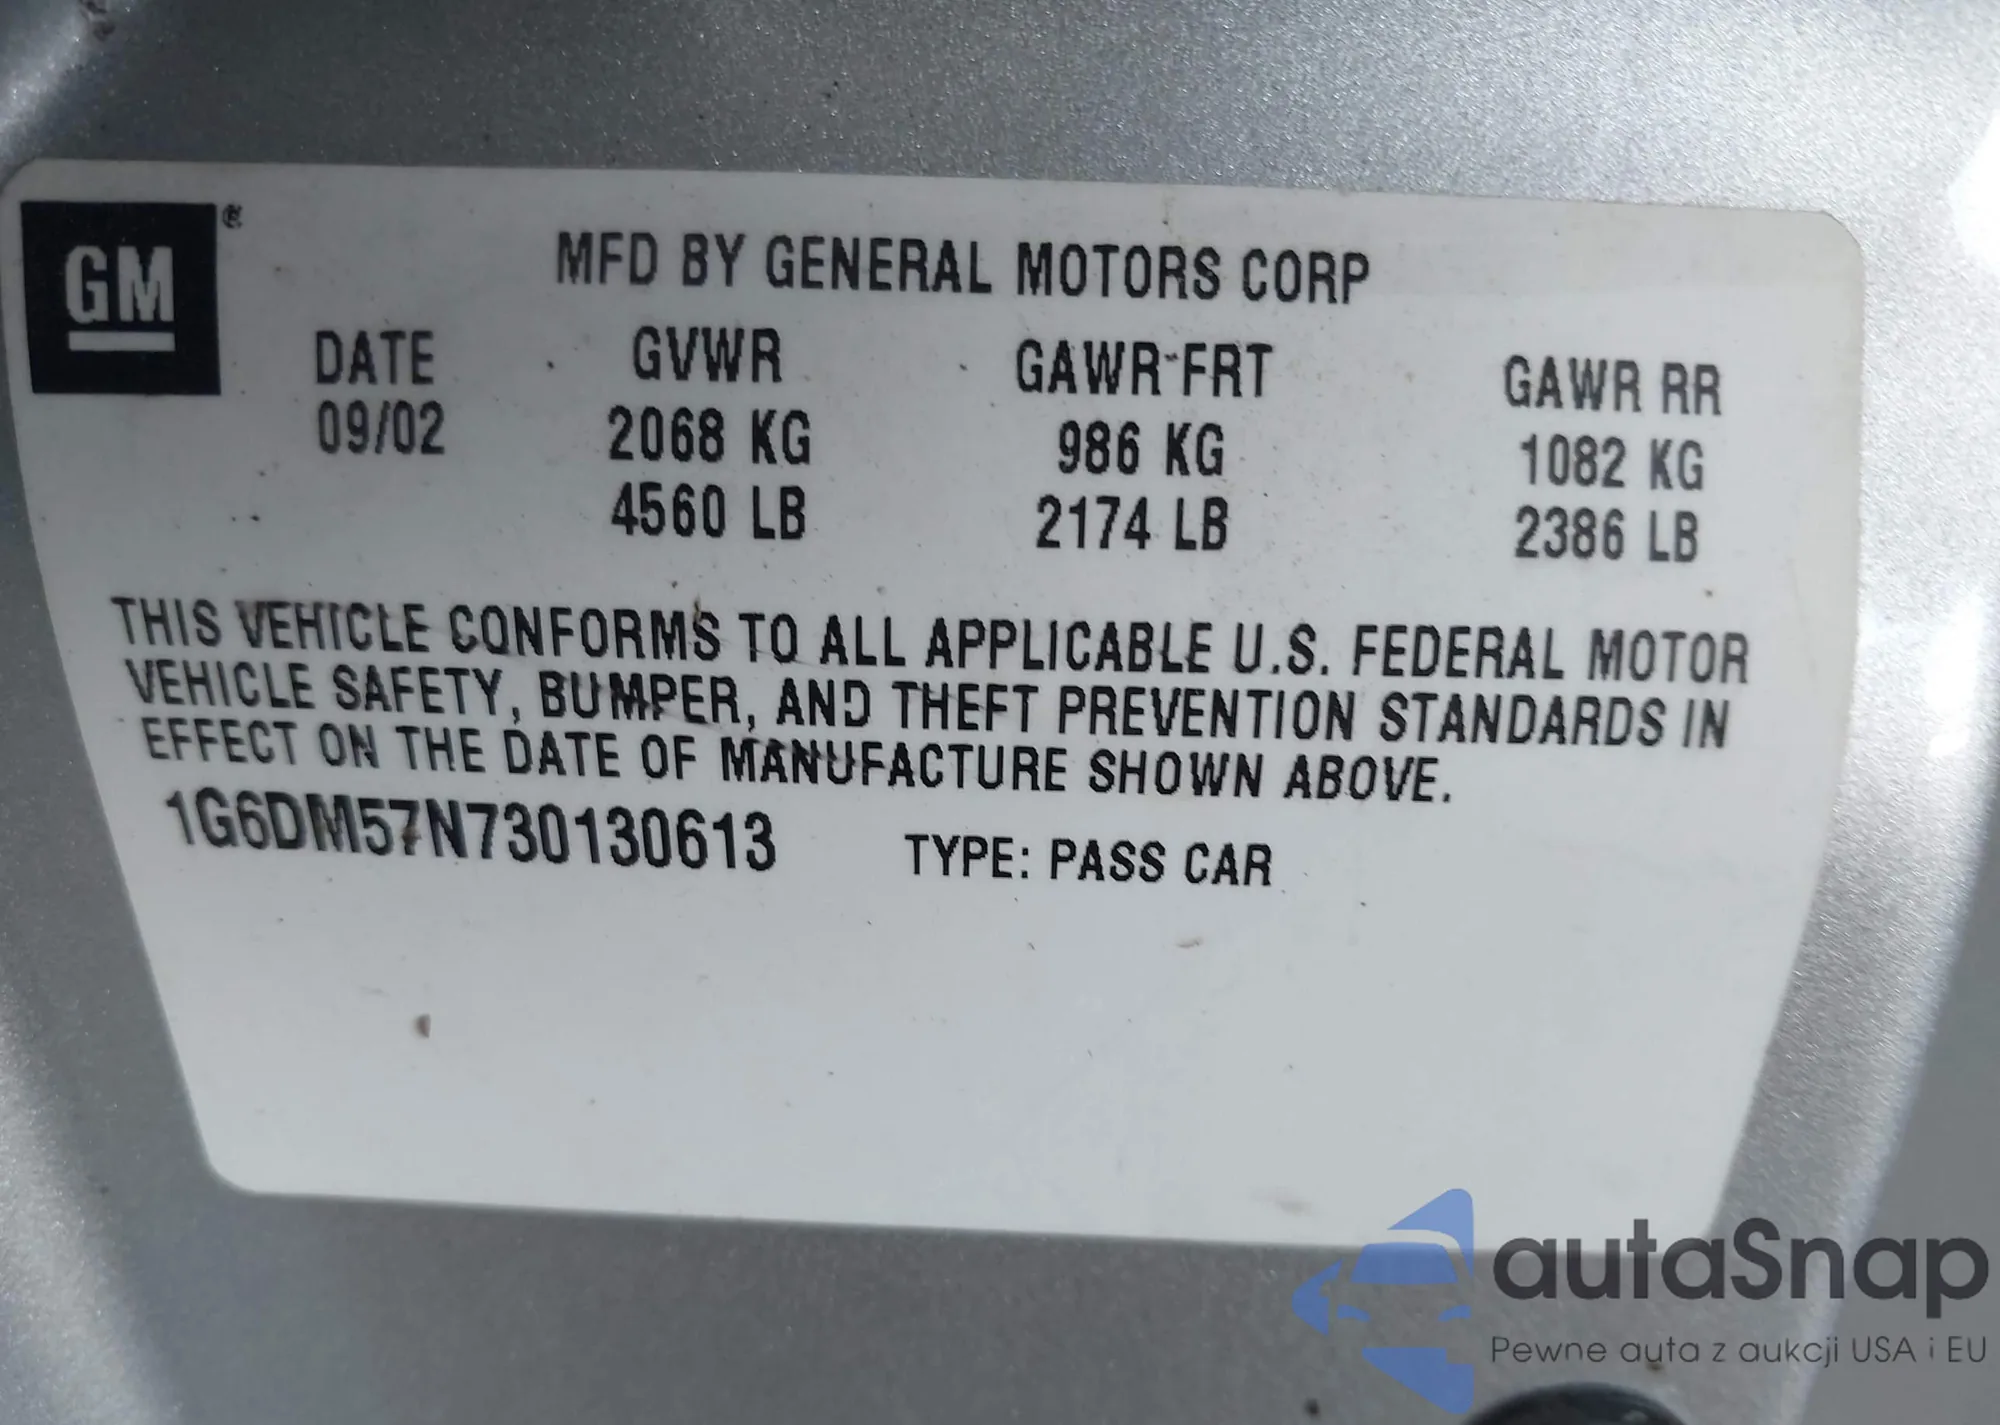 GM®
MFD BY GENERAL MOTORS CORP
DATE GVWR GAWR FRT GAWR RR
09/02 2068 KG 986 KG 1082 KG
4560 LB 2174 LB 2386 LB
THIS VEHICLE CONFORMS TO ALL APPLICABLE U.S. FEDERAL MOTOR
VEHICLE SAFETY, BUMPER, AND THEFT PREVENTION STANDARDS IN
EFFECT ON THE DATE OF MANUFACTURE SHOWN ABOVE.
1G6DM57N730130613 TYPE: PASS CAR
autaSnap
Pewne auta z aukcji USA i EU